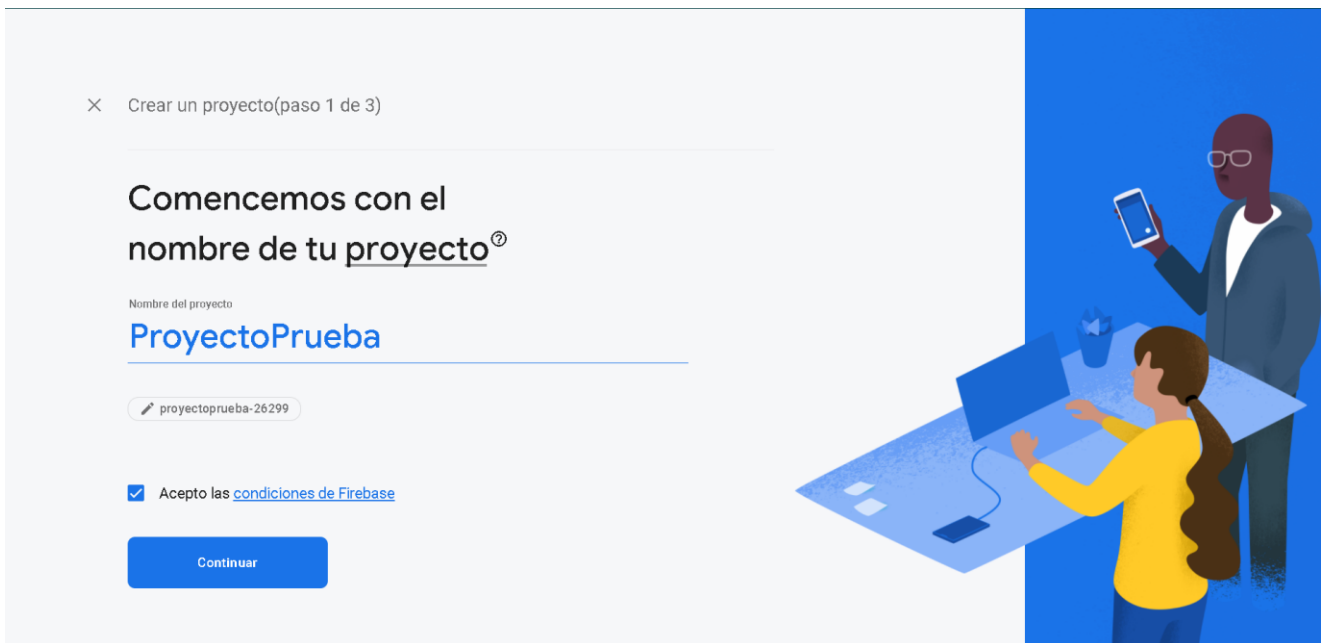 Crear un proyecto(paso 1 de 3)
Comencemos con el
nombre de tu proyecto
Nombre del proyecto
ProyectoPrueba
proyectoprueba-26299
Acepto las condiciones de Firebase
Continuar